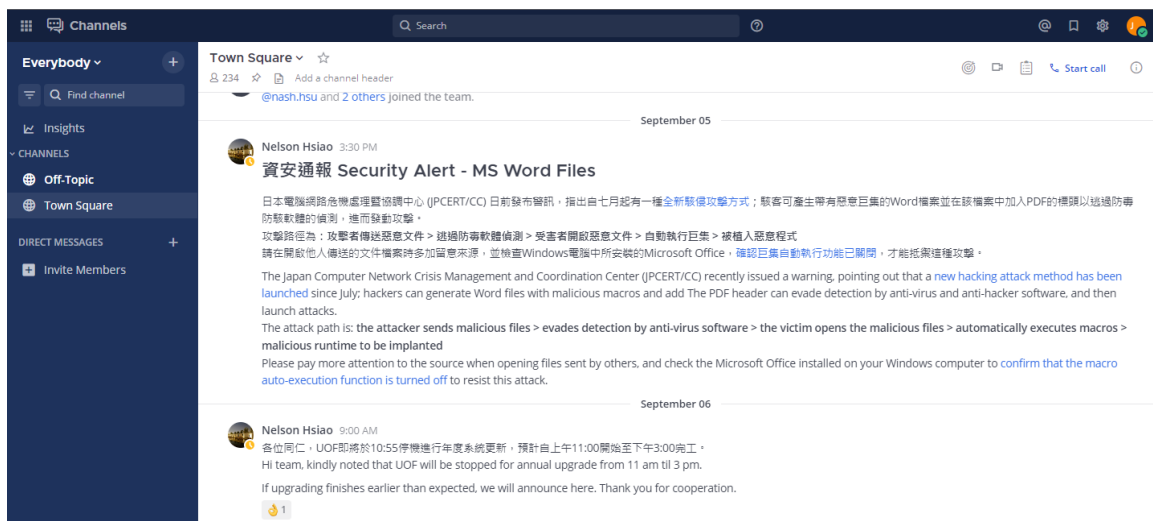 Channels
Search
Everybody
Town Square
234
Add a channel header
Start call
Find channel
Insights
CHANNELS
Off-Topic
Town Square
DIRECT MESSAGES
Invite Members
@nash.hsu and 2 others joined the team.
September 05
Nelson Hsiao 3:30 PM
資安通報 Security Alert - MS Word Files
日本電腦網路危機處理暨協調中心 (JPCERT/CC) 日前發布警訊，指出自七月起有一種全新駭侵攻擊方式；駭客可產生帶有惡意巨集的Word檔案並在該檔案中加入PDF的標頭以逃過防毒
防駭軟體的偵測，進而發動攻擊。
攻擊路徑為：攻擊者傳送惡意文件 > 逃過防毒軟體偵測 > 受害者開啟惡意文件 > 自動執行巨集 > 被植入惡意程式
請在開啟他人傳送的文件檔案時多加留意來源，並檢查Windows電腦中所安裝的Microsoft Office，確認巨集自動執行功能已關閉，才能抵禦這種攻擊。
The Japan Computer Network Crisis Management and Coordination Center (JPCERT/CC) recently issued a warning, pointing out that a new hacking attack method has been
launched since July; hackers can generate Word files with malicious macros and add The PDF header can evade detection by anti-virus and anti-hacker software, and then
launch attacks.
The attack path is: the attacker sends malicious files > evades detection by anti-virus software > the victim opens the malicious files > automatically executes macros >
malicious runtime to be implanted
Please pay more attention to the source when opening files sent by others, and check the Microsoft Office installed on your Windows computer to confirm that the macro
auto-execution function is turned off to resist this attack.
September 06
Nelson Hsiao 9:00 AM
各位同仁，UOF即將於10:55停機進行年度系統更新，預計自上午11:00開始至下午3:00完工。
Hi team, kindly noted that UOF will be stopped for annual upgrade from 11 am til 3 pm.
If upgrading finishes earlier than expected, we will announce here. Thank you for cooperation.
1